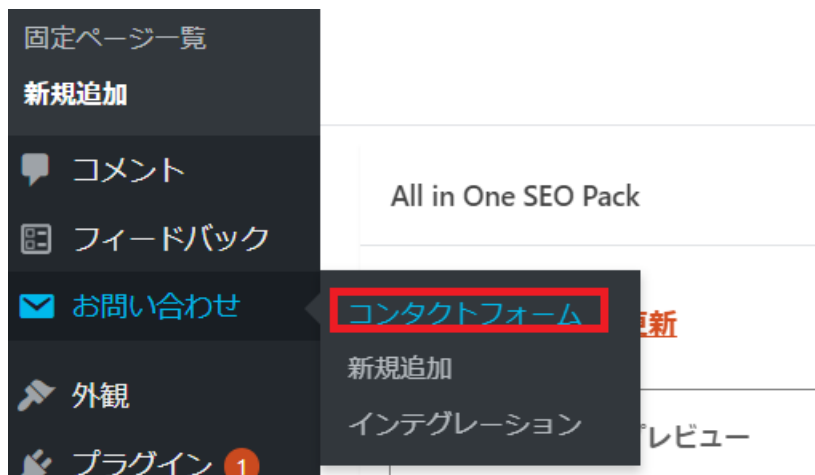 固定ページ一覧
新規追加
コメント
フィードバック
お問い合わせ
外観
プラグイン 1
All in One SEO Pack
コンタクトフォーム
新規追加
インテグレーション
更新
プレビュー